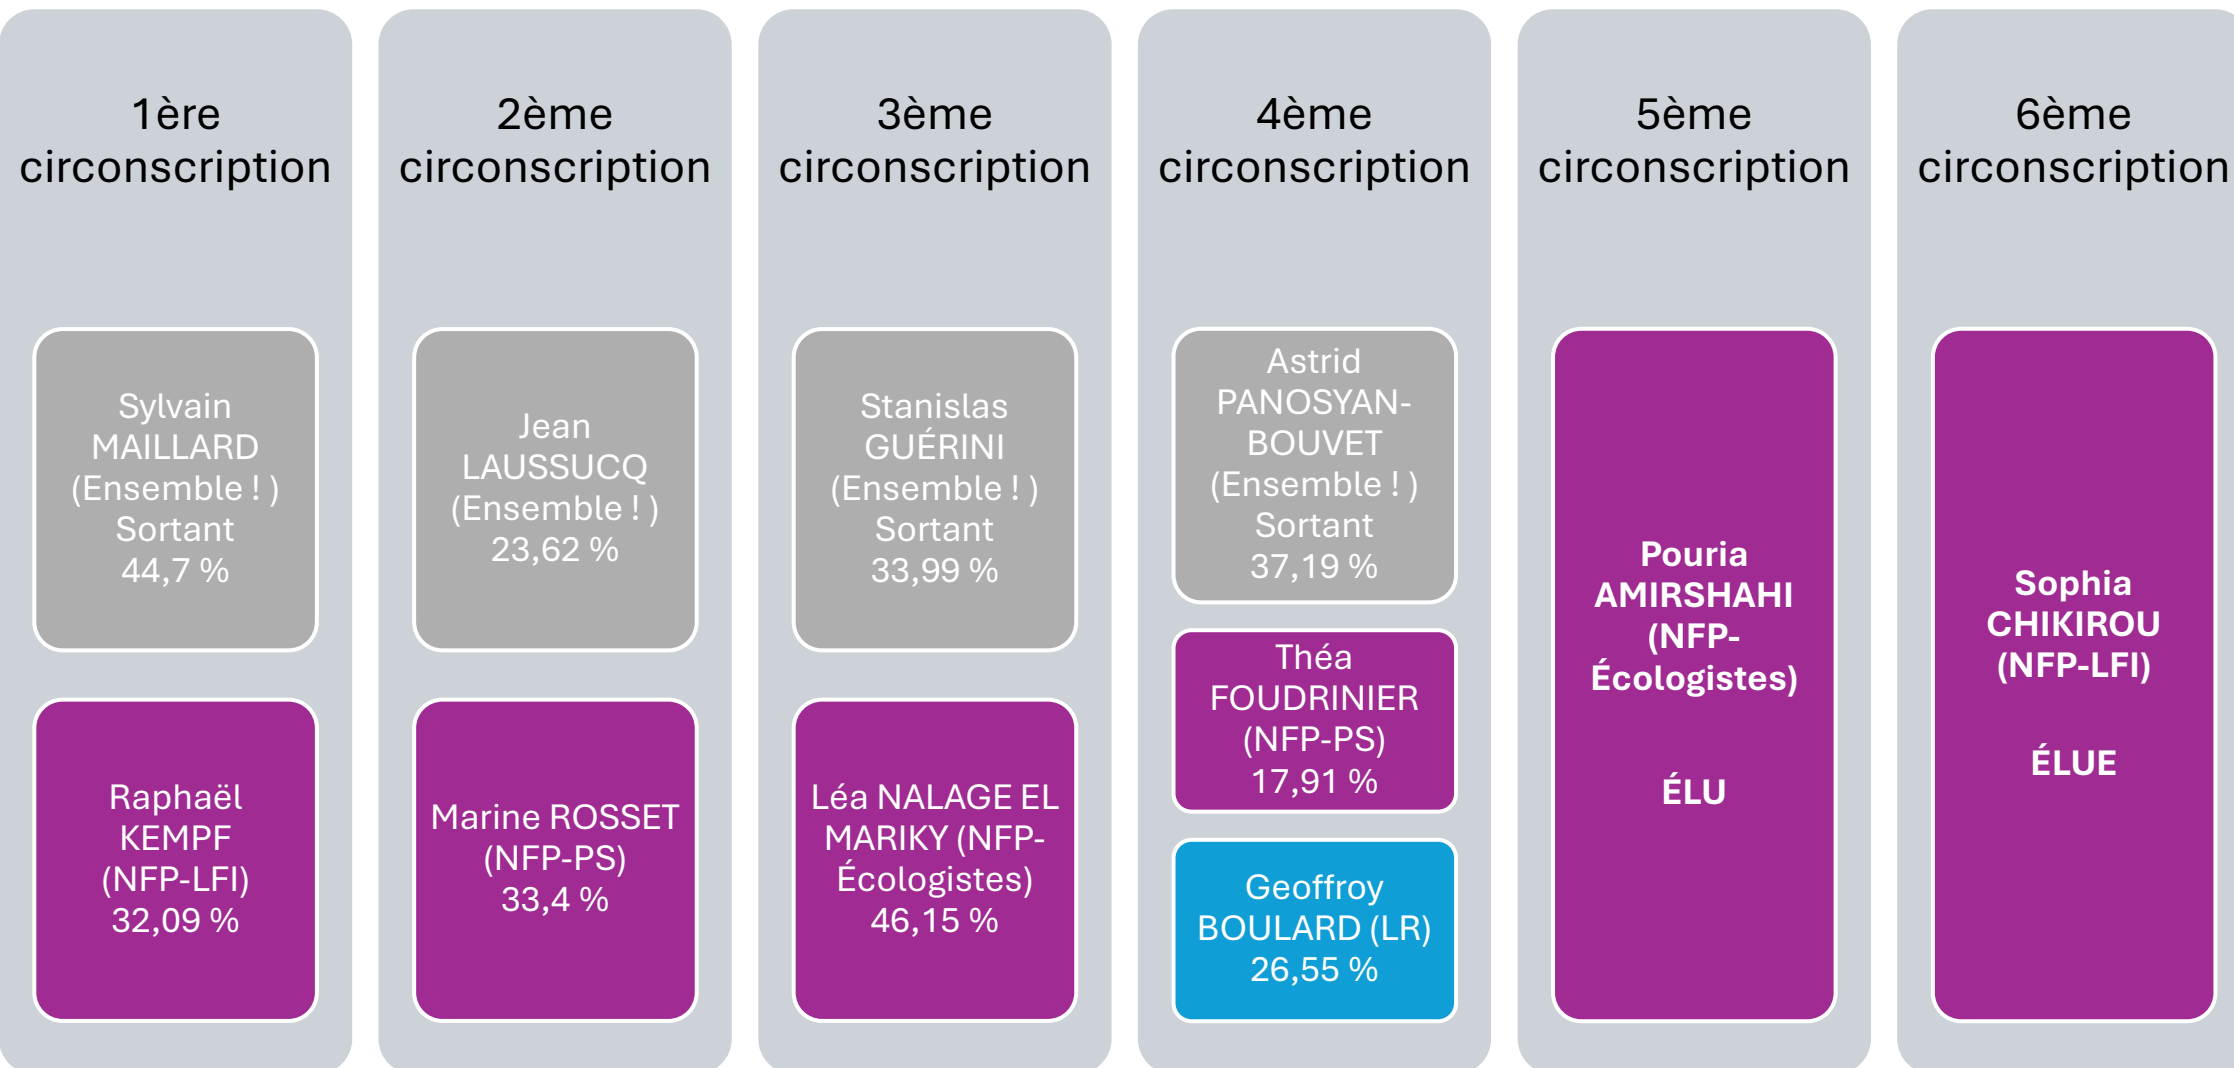 1ère
circonscription
Sylvain
MAILLARD
(Ensemble ! )
Sortant
44,7 %
Raphaël
KEMPF
(NFP-LFI)
32,09 %
2ème
circonscription
Jean
LAUSSUCQ
(Ensemble ! )
23,62 %
Marine ROSSET
(NFP-PS)
33,4 %
3ème
circonscription
Stanislas
GUÉRINI
(Ensemble ! )
Sortant
33,99 %
Léa NALAGE EL
MARIKY (NFP-
Écologistes)
46,15 %
4ème
circonscription
Astrid
PANOSYAN-
BOUVET
(Ensemble ! )
Sortant
37,19 %
Théa
FOUDRINIER
(NFP-PS)
17,91 %
Geoffroy
BOULARD (LR)
26,55 %
5ème
circonscription
Pouria
AMIRSHAHI
(NFP-
Écologistes)
ÉLU
6ème
circonscription
Sophia
CHIKIROU
(NFP-LFI)
ÉLUE